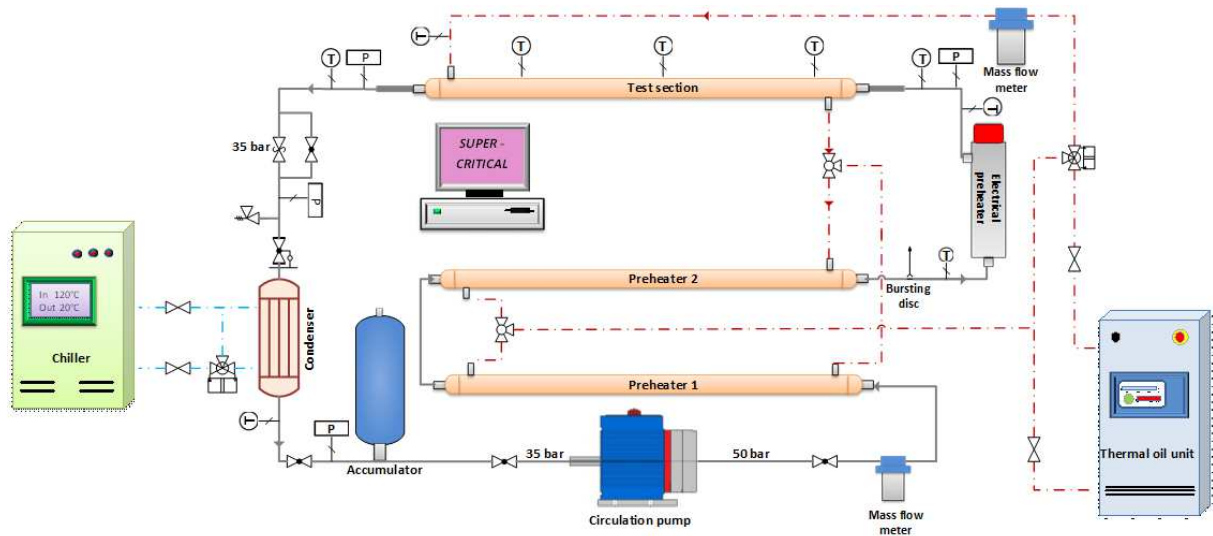 T
T
P
T
T
T
T
P
T
Mass flow
meter
Test section
35 bar
SUPER -
CRITICAL
P
Electrical
preheater
In 120°C
Out 20°C
Chiller
Condenser
Preheater 2
Bursting
disc
T
Preheater 1
Thermal oil unit
T
P
Accumulator
35 bar
50 bar
Circulation pump
Mass flow
meter